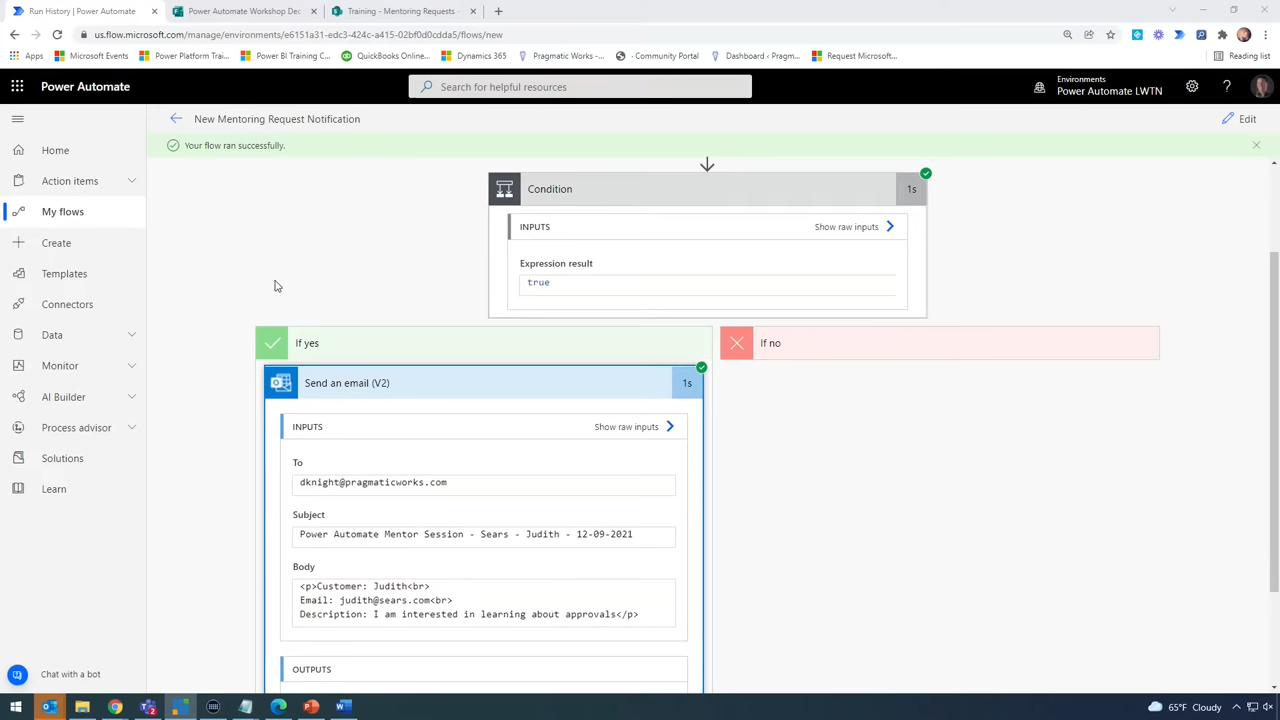 Run History | Power Automate
Power Automate Workshop Dec
Training - Mentoring Requests -
us.flow.microsoft.com/manage/environments/e6151a31-edc3-424c-a415-02bf0d0cdda5/flows/new
Apps
Microsoft Events
Power Platform Trai...
Power BI Training C...
QuickBooks Online...
Dynamics 365
Pragmatic Works -...
- Community Portal
Dashboard ‹ Pragm...
Request Microsoft...
Reading list
Power Automate
Search for helpful resources
Environments
Power Automate LWTN
New Mentoring Request Notification
Edit
Your flow ran successfully.
Home
Action items
My flows
Create
Templates
Connectors
Data
Monitor
AI Builder
Process advisor
Solutions
Learn
Chat with a bot
Condition
1s
INPUTS
Show raw inputs
Expression result
true
If yes
If no
Send an email (V2)
1s
INPUTS
Show raw inputs
To
dknight@pragmaticworks.com
Subject
Power Automate Mentor Session - Sears - Judith - 12-09-2021
Body
<p>Customer: Judith<br>
Email: judith@sears.com<br>
Description: I am interested in learning about approvals</p>
OUTPUTS
65°F Cloudy